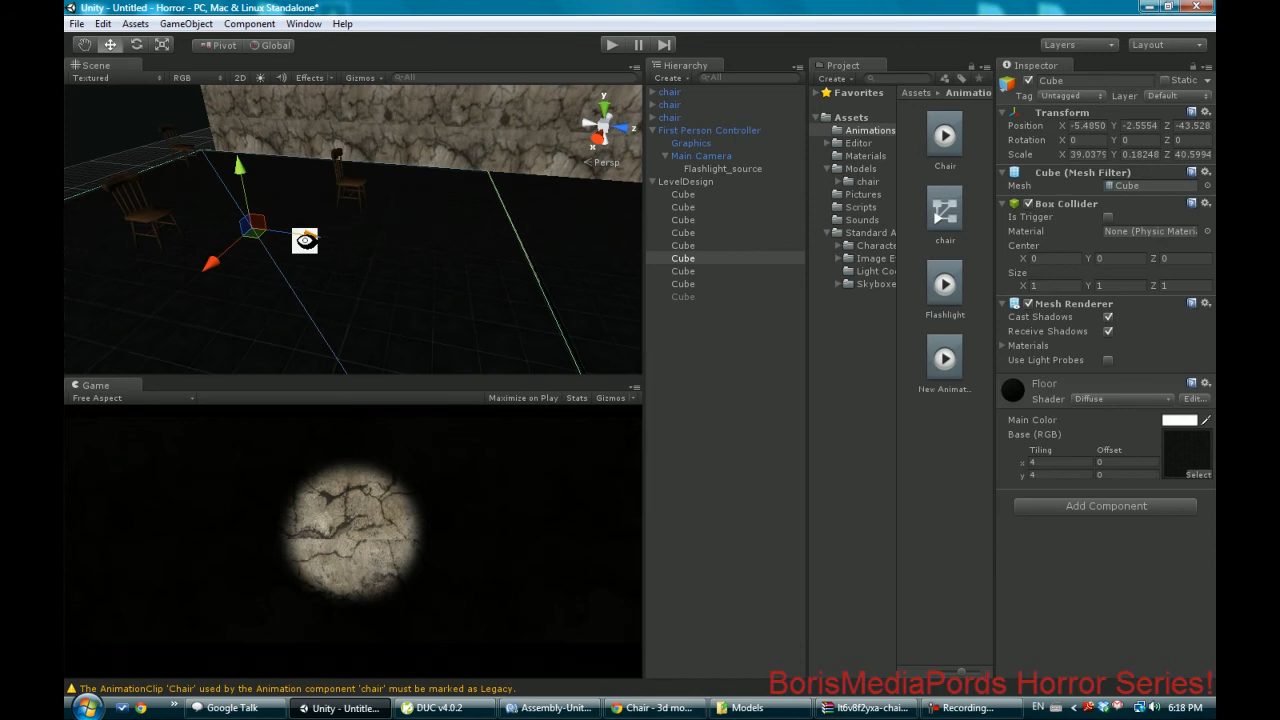 Unity - Untitled - Horror - PC, Mac & Linux Standalone*
File Edit Assets GameObject Component Window Help
Pivot Global Layers Layout
Scene
Textured RGB 2D Effects Gizmos All
y
z
x
Persp
Game
Free Aspect Maximize on Play Stats Gizmos
Hierarchy
Create All
chair
chair
chair
First Person Controller
Graphics
Main Camera
Flashlight_source
LevelDesign
Cube
Cube
Cube
Cube
Cube
Cube
Cube
Cube
Cube
Project
Create
Favorites
Assets
Animations
Editor
Materials
Models
chair
Pictures
Scripts
Sounds
Standard A
Characte
Image E
Light Co
Skyboxe
Assets Animatio
Chair
chair
Flashlight
New Animat..
Inspector
Cube Static
Tag Untagged Layer Default
Transform
Position X -5.4850 Y -2.5554 Z -43.528
Rotation X 0 Y 0 Z 0
Scale X 39.0379 Y 0.18248 Z 40.5994
Cube (Mesh Filter)
Mesh Cube
Box Collider
Is Trigger
Material None (Physic Materi
Center
X 0 Y 0 Z 0
Size
X 1 Y 1 Z 1
Mesh Renderer
Cast Shadows
Receive Shadows
Materials
Use Light Probes
Floor
Shader Diffuse Edit...
Main Color
Base (RGB)
Tiling Offset
x 4 0
y 4 0
Select
Add Component
BorisMediaPords Horror Series!
The AnimationClip 'Chair' used by the Animation component 'chair' must be marked as Legacy.
Google Talk Unity - Untitle... DUC v4.0.2 Assembly-Unit... Chair - 3d mo... Models lt6v8f2yxa-chai... Recording... EN 6:18 PM